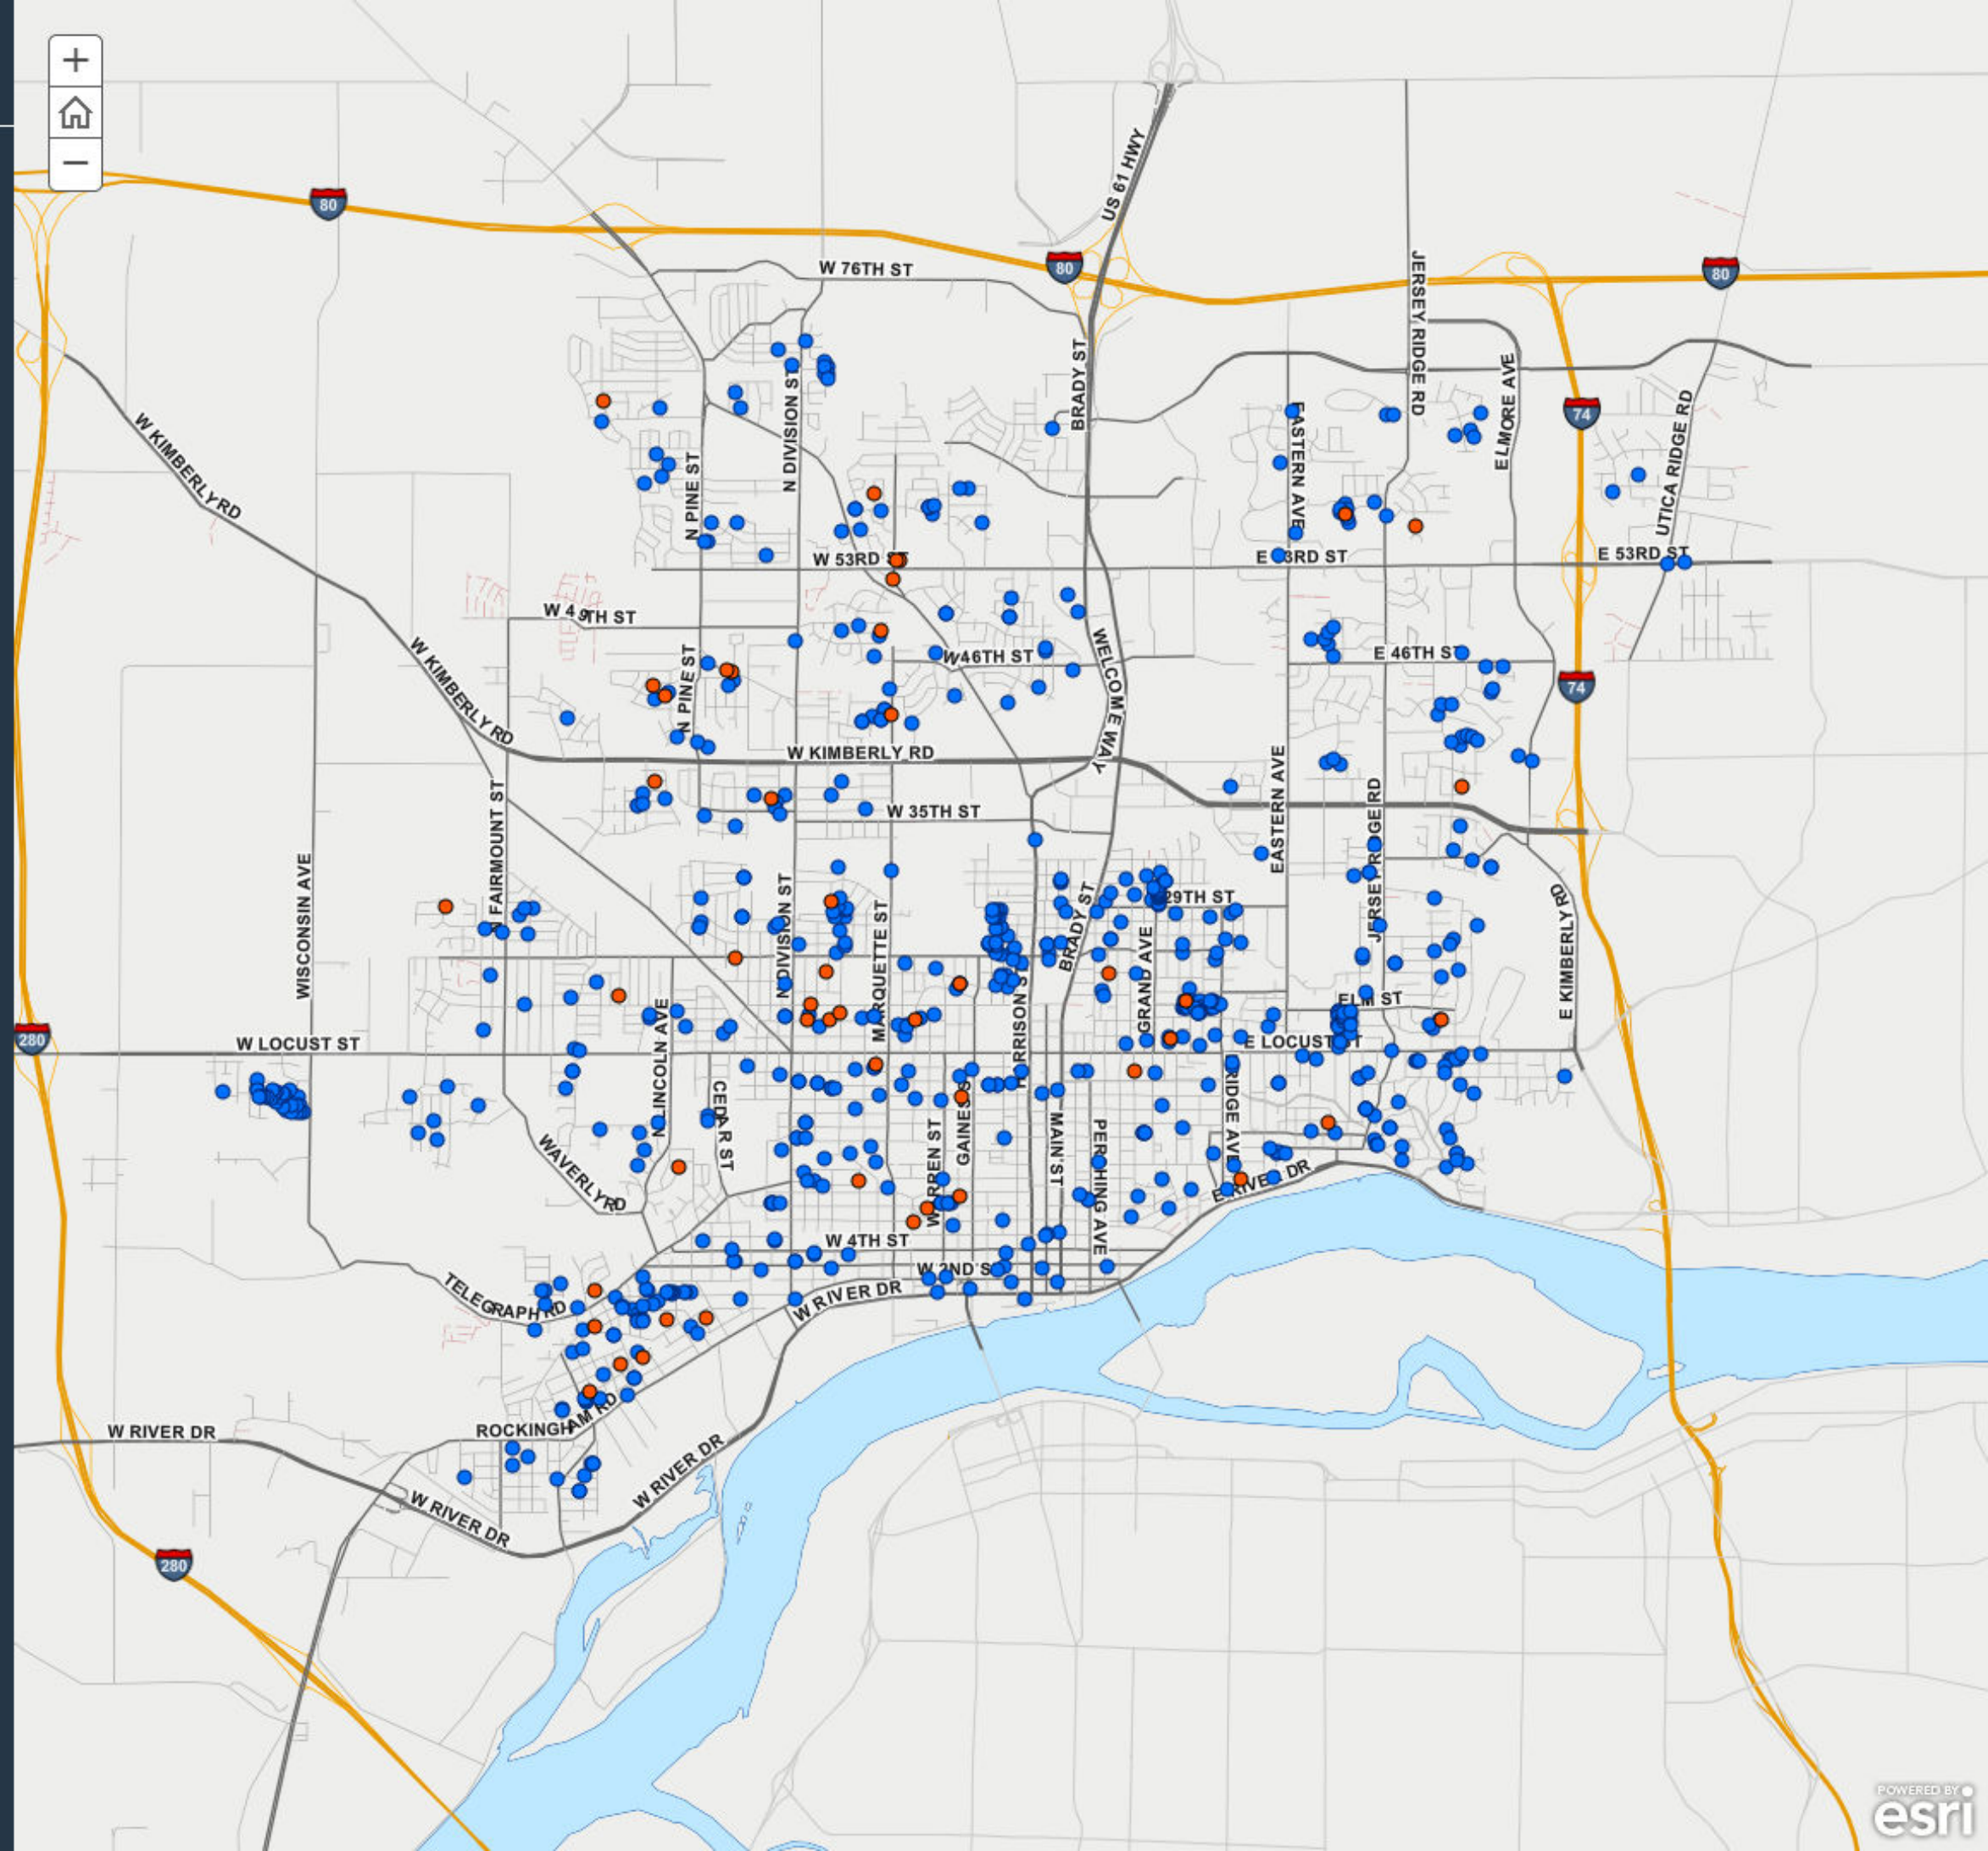 +
−
80
US 61 HWY
W 76TH ST
80
80
JERSEY RIDGE RD
BRADY ST
N DIVISION ST
ELMORE AVE
74
UTICA RIDGE RD
W KIMBERLY RD
EASTERN AVE
N PINE ST
W 53RD ST
E 53RD ST
E 53RD ST
W 49TH ST
W 46TH ST
E 46TH ST
W KIMBERLY RD
N PINE ST
WELCOME WAY
74
W KIMBERLY RD
EASTERN AVE
JERSEY RIDGE RD
N FAIRMOUNT ST
W 35TH ST
WISCONSIN AVE
N DIVISION ST
MARQUETTE ST
BRADY ST
29TH ST
GRAND AVE
E KIMBERLY RD
N LINCOLN AVE
HARRISON ST
ELM ST
280
W LOCUST ST
E LOCUST ST
CEDAR ST
GAINES
RIDGE AVE
WAVERLY RD
WARREN ST
MAIN ST
PERSHING AVE
E RIVER DR
W 4TH ST
W 2ND ST
TELEGRAPH RD
W RIVER DR
W RIVER DR
ROCKINGHAM RD
W RIVER DR
W RIVER DR
280
POWERED BY
esri